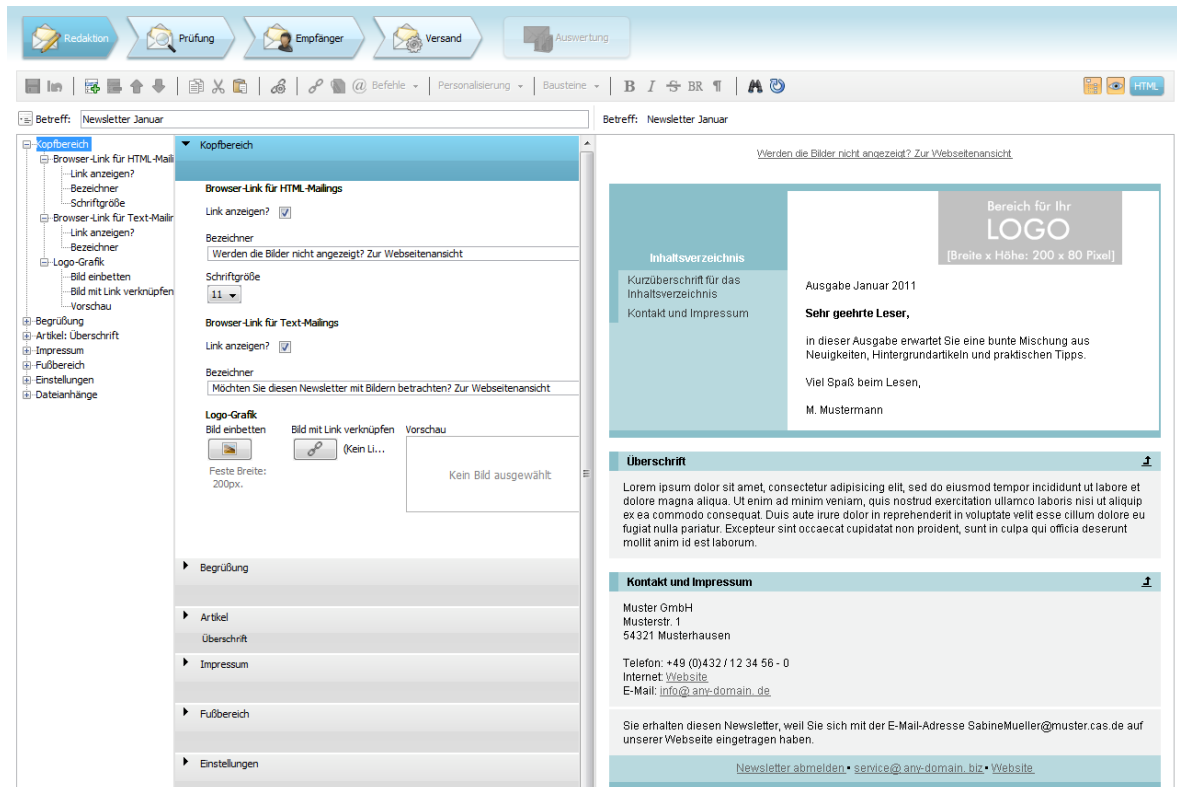 Redaktion
Prüfung
Empfänger
Versand
Auswertung
@ Befehle
Personalisierung
Bausteine
B I S BR ¶
HTML
Betreff: Newsletter Januar
Betreff: Newsletter Januar
Kopfbereich
Browser-Link für HTML-Maili
Link anzeigen?
Bezeichner
Schriftgröße
Browser-Link für Text-Mailir
Link anzeigen?
Bezeichner
Logo-Grafik
Bild einbetten
Bild mit Link verknüpfen
Vorschau
Begrüßung
Artikel: Überschrift
Impressum
Fußbereich
Einstellungen
Dateianhänge
Kopfbereich
Browser-Link für HTML-Mailings
Link anzeigen?
Bezeichner
Werden die Bilder nicht angezeigt? Zur Webseitenansicht
Schriftgröße
11
Browser-Link für Text-Mailings
Link anzeigen?
Bezeichner
Möchten Sie diesen Newsletter mit Bildern betrachten? Zur Webseitenansicht
Logo-Grafik
Bild einbetten Bild mit Link verknüpfen Vorschau
(Kein Li...
Feste Breite:
200px.
Kein Bild ausgewählt
Begrüßung
Artikel
Überschrift
Impressum
Fußbereich
Einstellungen
Werden die Bilder nicht angezeigt? Zur Webseitenansicht
Bereich für Ihr
LOGO
[Breite x Höhe: 200 x 80 Pixel]
Inhaltsverzeichnis
Kurzüberschrift für das
Inhaltsverzeichnis
Kontakt und Impressum
Ausgabe Januar 2011
Sehr geehrte Leser,
in dieser Ausgabe erwartet Sie eine bunte Mischung aus
Neuigkeiten, Hintergrundartikeln und praktischen Tipps.
Viel Spaß beim Lesen,
M. Mustermann
Überschrift
Lorem ipsum dolor sit amet, consectetur adipisicing elit, sed do eiusmod tempor incididunt ut labore et
dolore magna aliqua. Ut enim ad minim veniam, quis nostrud exercitation ullamco laboris nisi ut aliquip
ex ea commodo consequat. Duis aute irure dolor in reprehenderit in voluptate velit esse cillum dolore eu
fugiat nulla pariatur. Excepteur sint occaecat cupidatat non proident, sunt in culpa qui officia deserunt
mollit anim id est laborum.
Kontakt und Impressum
Muster GmbH
Musterstr. 1
54321 Musterhausen
Telefon: +49 (0)432 / 12 34 56 - 0
Internet: Website
E-Mail: info@ any-domain. de
Sie erhalten diesen Newsletter, weil Sie sich mit der E-Mail-Adresse SabineMueller@muster.cas.de auf
unserer Webseite eingetragen haben.
Newsletter abmelden • service@ any-domain. biz • Website